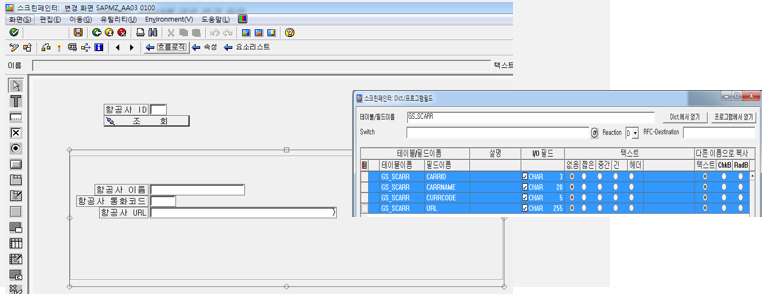 스크린페인터: 변경 화면 SAPMZ_AA03 0100
화면(S) 편집(E) 이동(G) 유틸리티(U) Environment(V) 도움말(L)
흐름로직 속성 요소리스트
이름 텍스트
항공사 ID
조 회
항공사 이름
항공사 통화코드
항공사 URL
스크린페인터: Dict./프로그램필드
테이블/필드이름 GS_SCARR Dict.에서 얻기 프로그램에서 얻기
Switch Reaction D RFC-Destination
테이블/필드이름 설명 I/O 필드 텍스트 다른 이름으로 복사
테이블이름 필드이름 없음 짧은 중간 긴 헤더 텍스트 ChkB RadB
GS_SCARR CARRID CHAR 3
GS_SCARR CARRNAME CHAR 20
GS_SCARR CURRCODE CHAR 5
GS_SCARR URL CHAR 255